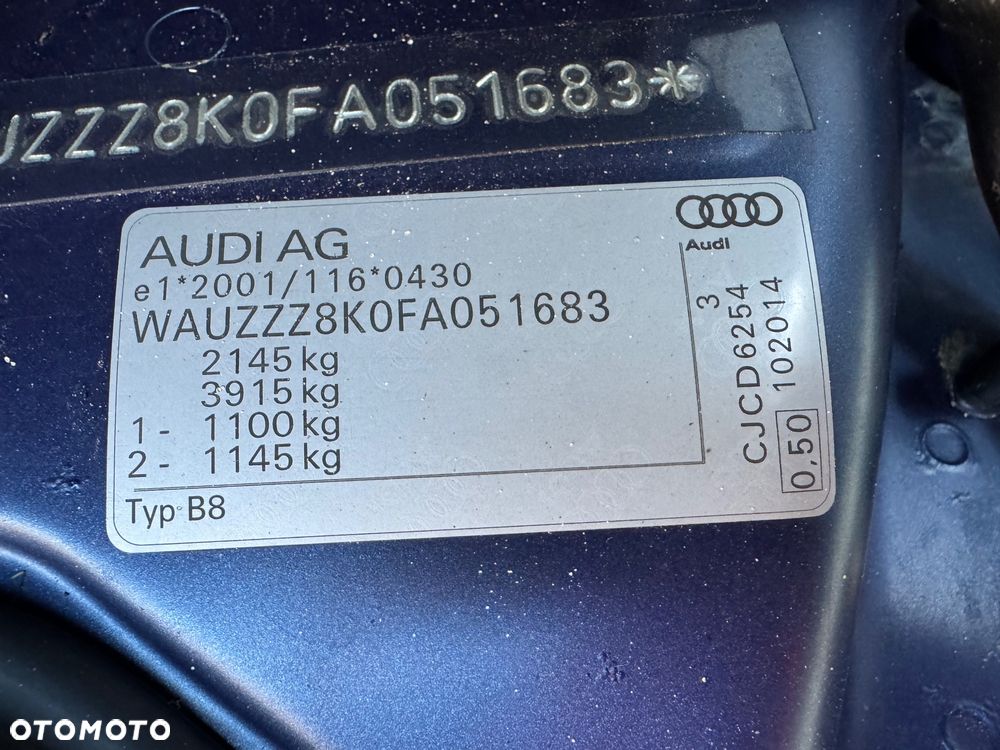 UZZZ8K0FA051683*
Audi
AUDI AG
e1*2001/116*0430
WAUZZZ8K0FA051683
2145 kg
3915 kg
1 - 1100 kg
2 - 1145 kg
Typ B8
3
CJCD6254
102014
0,50
OTOMOTO